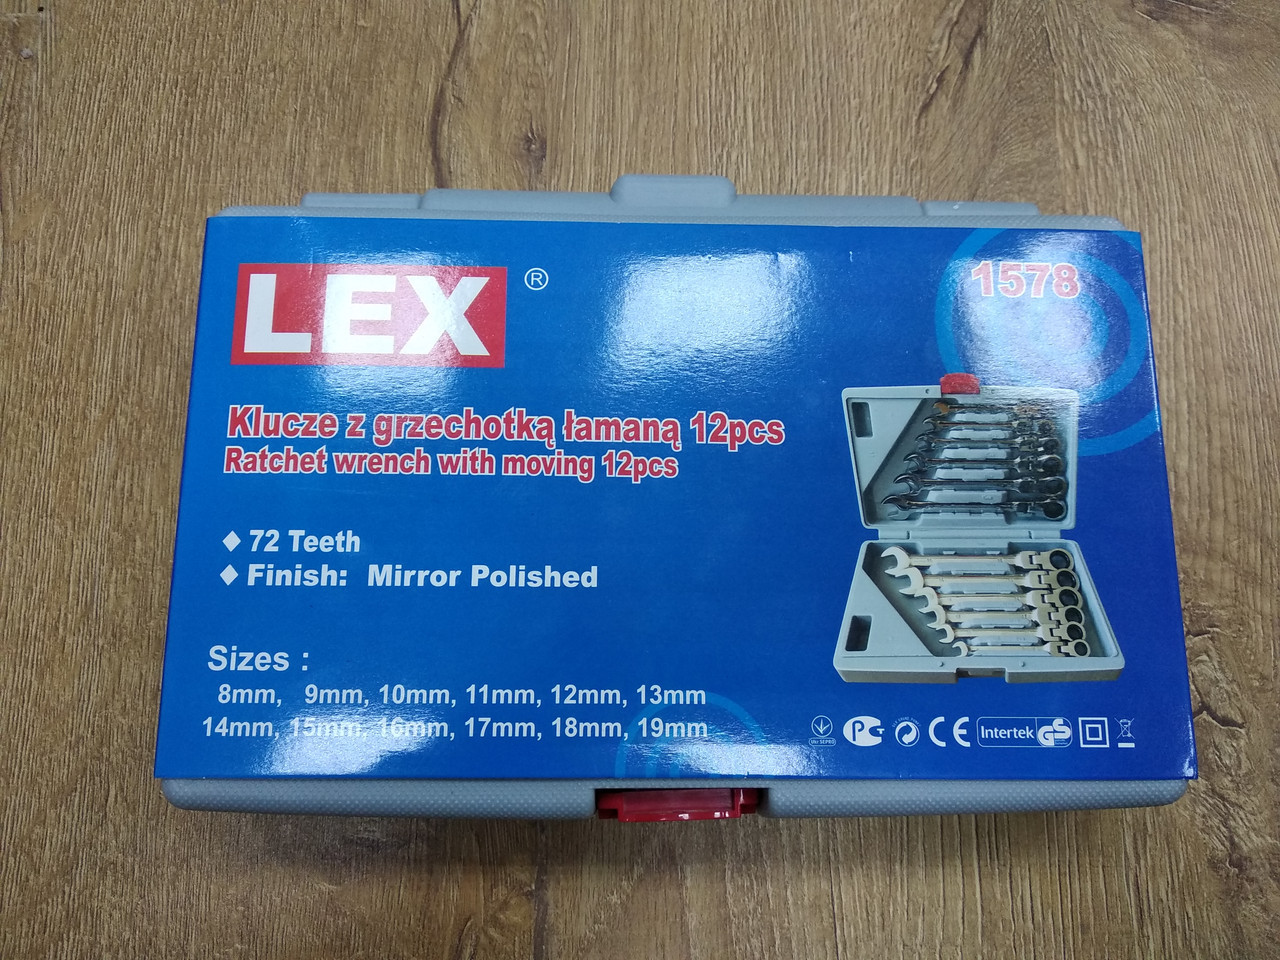 LEX ®
1578
Klucze z grzechotką łamaną 12pcs
Ratchet wrench with moving 12pcs
◆ 72 Teeth
◆ Finish: Mirror Polished
Sizes :
8mm, 9mm, 10mm, 11mm, 12mm, 13mm
14mm, 15mm, 16mm, 17mm, 18mm, 19mm
CE Intertek GS